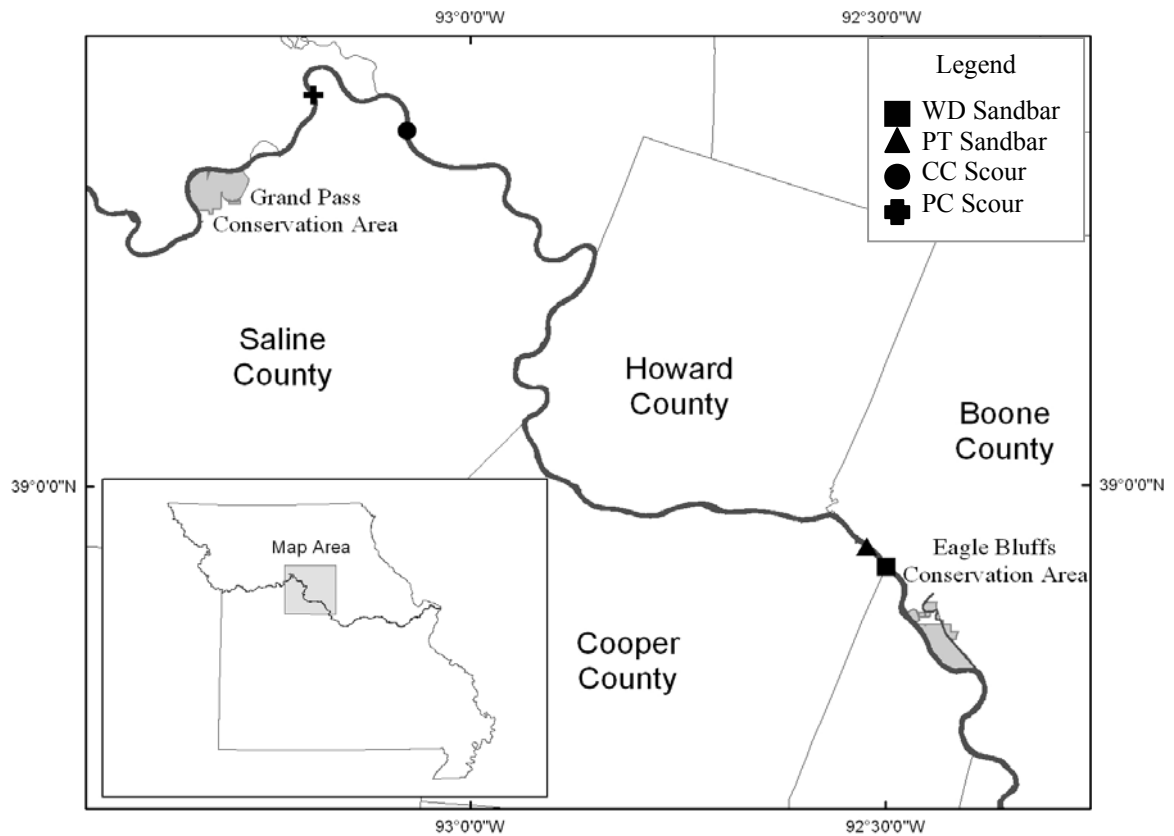 93°0'0"W
92°30'0"W
Legend
WD Sandbar
PT Sandbar
CC Scour
PC Scour
Grand Pass
Conservation Area
Saline
County
Howard
County
Boone
County
39°0'0"N
39°0'0"N
Map Area
Eagle Bluffs
Conservation Area
Cooper
County
93°0'0"W
92°30'0"W